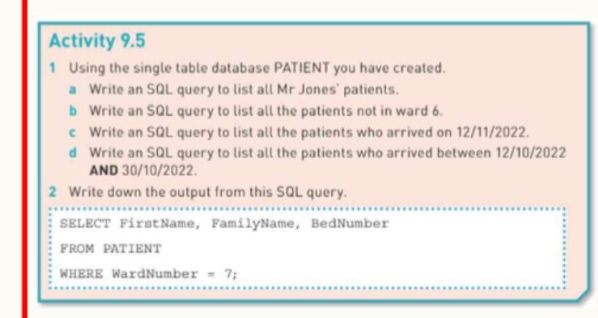 Activity 9.5
1 Using the single table database PATIENT you have created.
a Write an SQL query to list all Mr Jones' patients.
b Write an SQL query to list all the patients not in ward 6.
c Write an SQL query to list all the patients who arrived on 12/11/2022.
d Write an SQL query to list all the patients who arrived between 12/10/2022
AND 30/10/2022.
2 Write down the output from this SQL query.
SELECT FirstName, FamilyName, BedNumber
FROM PATIENT
WHERE WardNumber = 7;